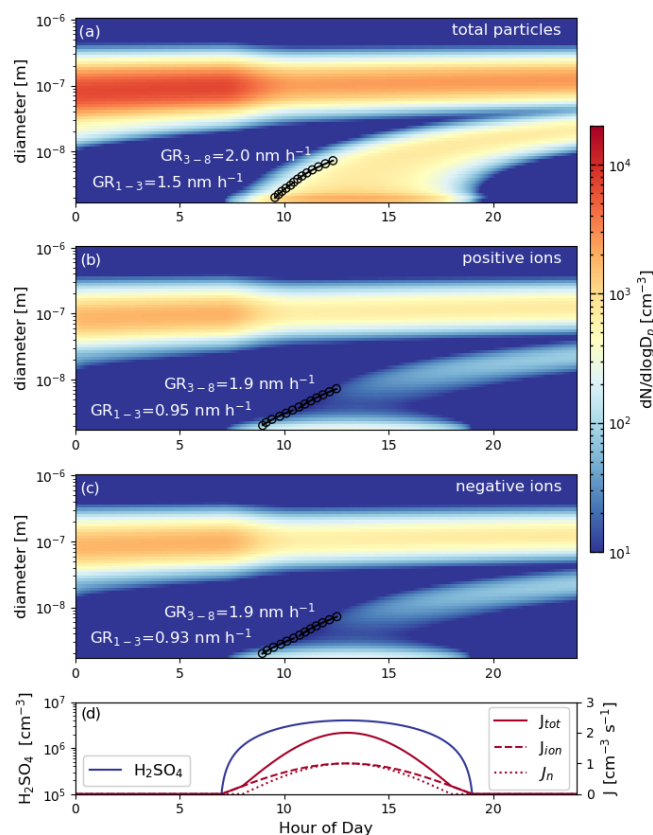 (a) total particles
10⁻⁶
10⁻⁷
10⁻⁸
diameter [m]
GR₃₋₈=2.0 nm h⁻¹
GR₁₋₃=1.5 nm h⁻¹
0 5 10 15 20
(b) positive ions
10⁻⁶
10⁻⁷
10⁻⁸
diameter [m]
GR₃₋₈=1.9 nm h⁻¹
GR₁₋₃=0.95 nm h⁻¹
0 5 10 15 20
(c) negative ions
10⁻⁶
10⁻⁷
10⁻⁸
diameter [m]
GR₃₋₈=1.9 nm h⁻¹
GR₁₋₃=0.93 nm h⁻¹
0 5 10 15 20
10⁴
10³
10²
10¹
dN/dlogDₚ [cm⁻³]
(d)
10⁷
10⁶
10⁵
H₂SO₄ [cm⁻³]
H₂SO₄
J_tot
J_ion
J_n
3
2
1
0
J [cm⁻³ s⁻¹]
0 5 10 15 20
Hour of Day